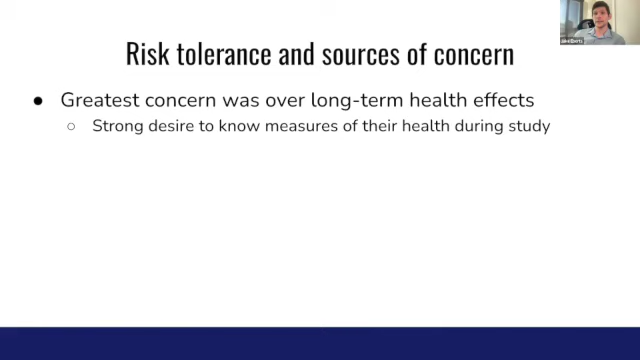 Risk tolerance and sources of concern
● Greatest concern was over long-term health effects
○ Strong desire to know measures of their health during study